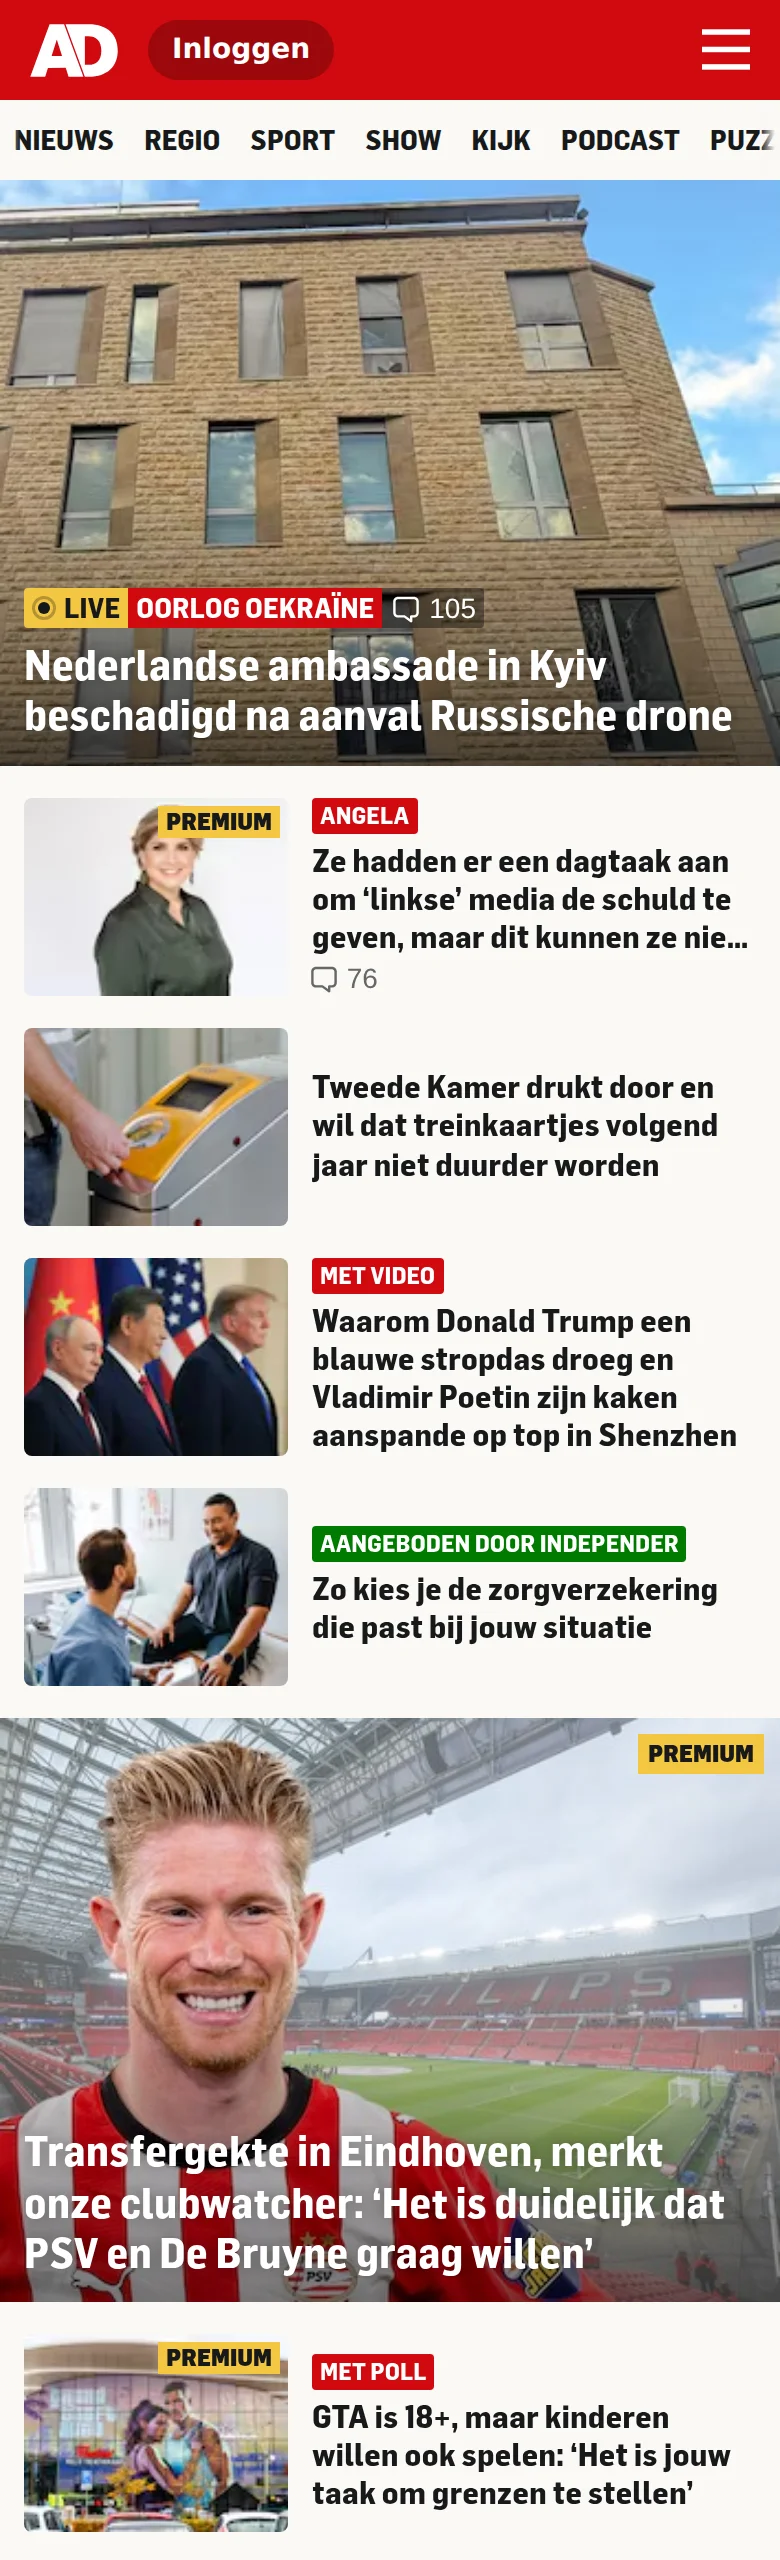 AD
Inloggen
NIEUWS REGIO SPORT SHOW KIJK PODCAST PUZZ
LIVE OORLOG OEKRAÏNE 105
Nederlandse ambassade in Kyiv
beschadigd na aanval Russische drone
PREMIUM
ANGELA
Ze hadden er een dagtaak aan
om ‘linkse’ media de schuld te
geven, maar dit kunnen ze nie...
76
Tweede Kamer drukt door en
wil dat treinkaartjes volgend
jaar niet duurder worden
MET VIDEO
Waarom Donald Trump een
blauwe stropdas droeg en
Vladimir Poetin zijn kaken
aanspande op top in Shenzhen
AANGEBODEN DOOR INDEPENDER
Zo kies je de zorgverzekering
die past bij jouw situatie
PREMIUM
PHILIPS
Transfergekte in Eindhoven, merkt
onze clubwatcher: ‘Het is duidelijk dat
PSV en De Bruyne graag willen’
PSV
PREMIUM
MET POLL
GTA is 18+, maar kinderen
willen ook spelen: ‘Het is jouw
taak om grenzen te stellen’